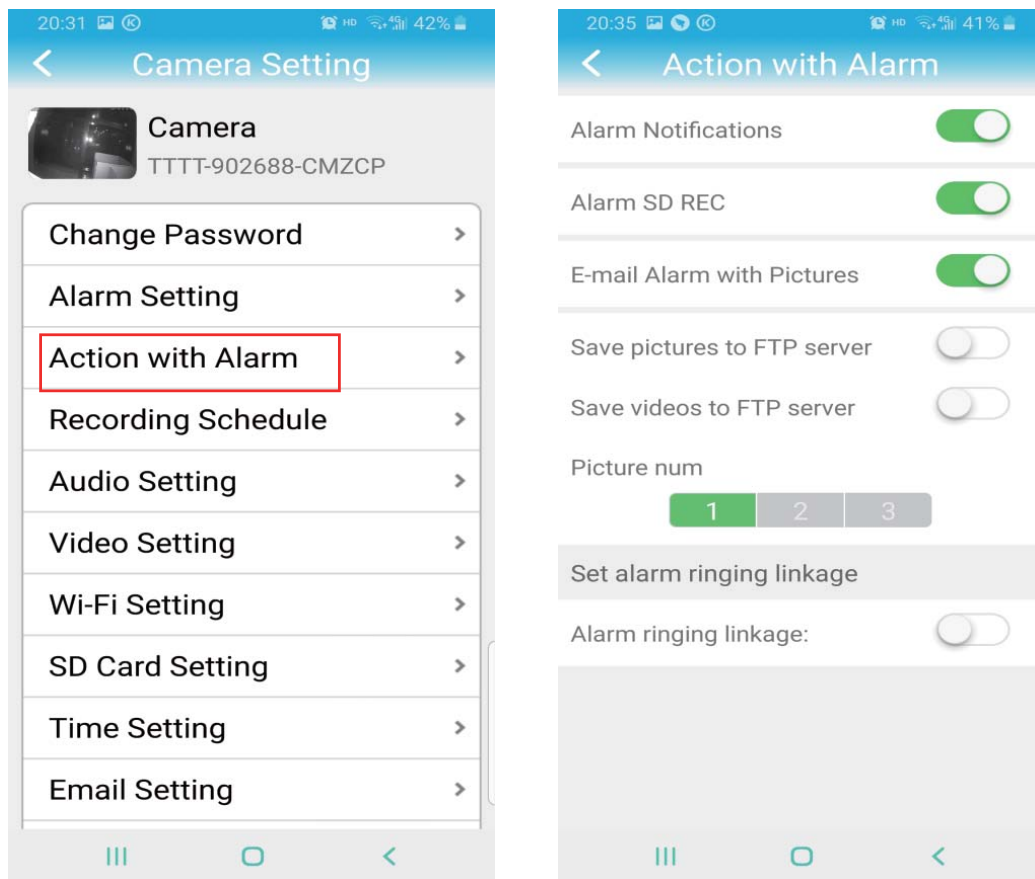 20:31 HD 4G 42%
Camera Setting
Camera
TTTT-902688-CMZCP
Change Password
Alarm Setting
Action with Alarm
Recording Schedule
Audio Setting
Video Setting
Wi-Fi Setting
SD Card Setting
Time Setting
Email Setting
20:35 HD 4G 41%
Action with Alarm
Alarm Notifications
Alarm SD REC
E-mail Alarm with Pictures
Save pictures to FTP server
Save videos to FTP server
Picture num
1 2 3
Set alarm ringing linkage
Alarm ringing linkage: